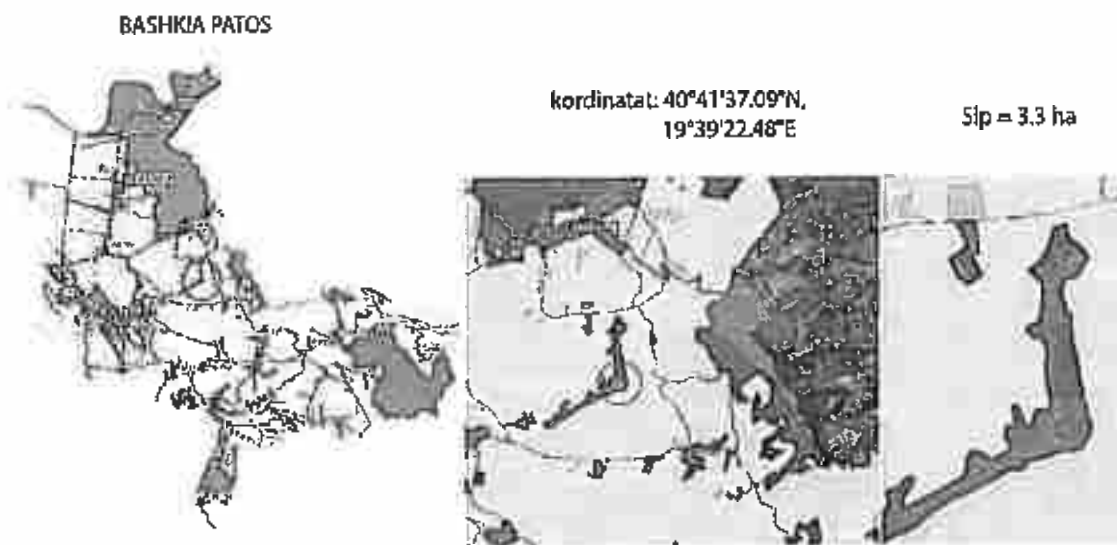 BASHKIA PATOS
kordinatat: 40°41'37.09"N,
19°39'22.48"E
Sip = 3.3 ha